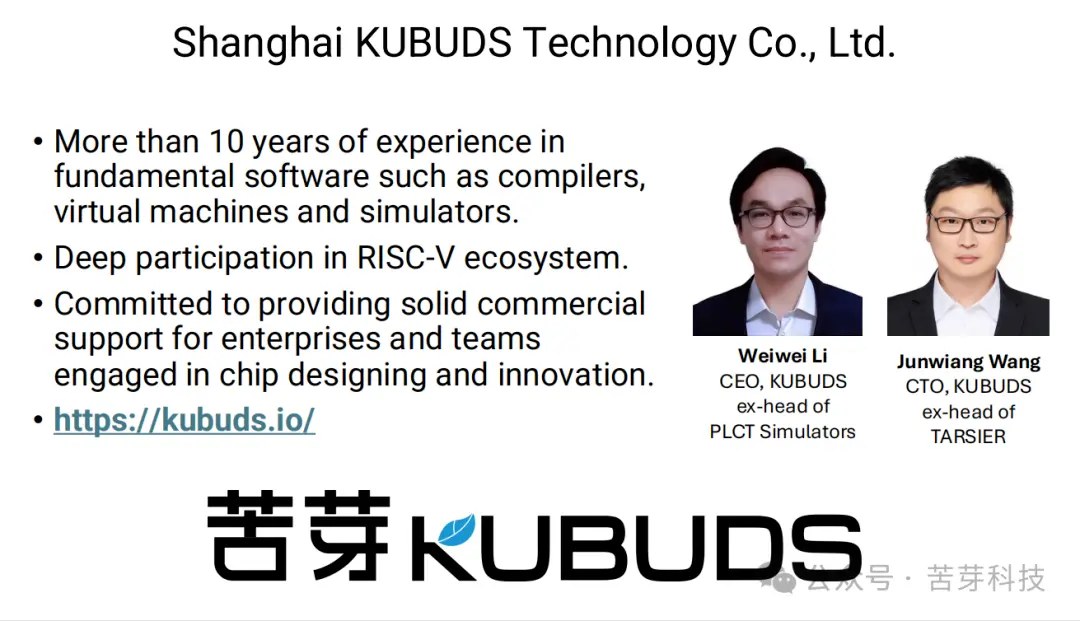 Shanghai KUBUDS Technology Co., Ltd.
• More than 10 years of experience in
fundamental software such as compilers,
virtual machines and simulators.
• Deep participation in RISC-V ecosystem.
• Committed to providing solid commercial
support for enterprises and teams
engaged in chip designing and innovation.
• https://kubuds.io/
Weiwei Li
CEO, KUBUDS
ex-head of
PLCT Simulators
Junwiang Wang
CTO, KUBUDS
ex-head of
TARSIER
苦芽KUBUDS
公众号 · 苦芽科技